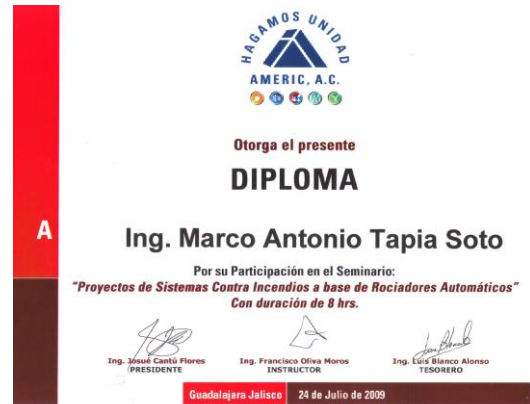 HAGAMOS UNIDAD
AMERIC, A.C.
Otorga el presente
DIPLOMA
A
Ing. Marco Antonio Tapia Soto
Por su Participación en el Seminario:
"Proyectos de Sistemas Contra Incendios a base de Rociadores Automáticos"
Con duración de 8 hrs.
Ing. Josué Cantú Flores
PRESIDENTE
Ing. Francisco Oliva Moros
INSTRUCTOR
Ing. Luis Blanco Alonso
TESORERO
Guadalajara Jalisco 24 de Julio de 2009